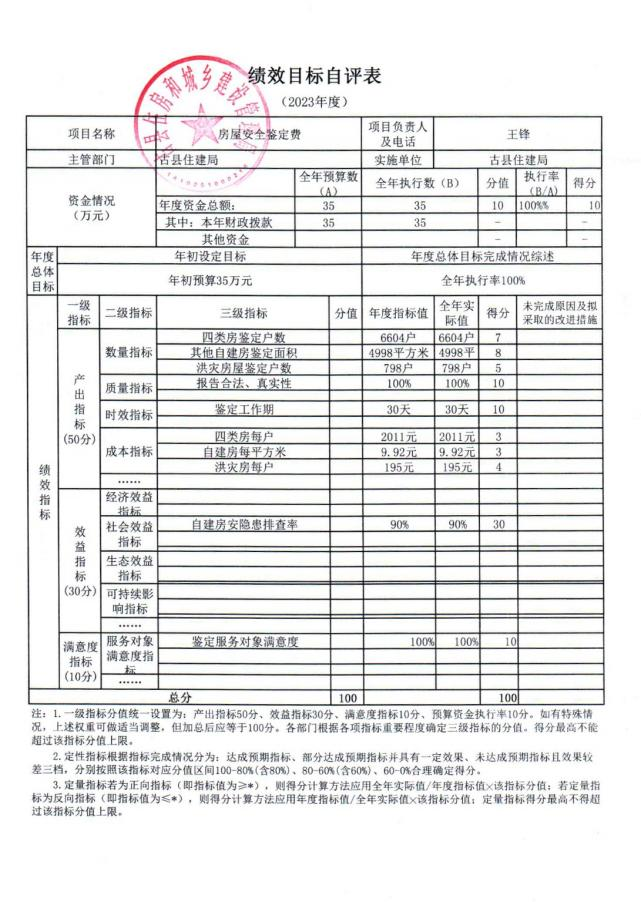 绩效目标自评表
（2023年度）
项目名称 房屋安全鉴定费 项目负责人及电话 王锋
主管部门 古县住建局 实施单位 古县住建局
资金情况（万元） 全年预算数（A） 全年执行数（B） 分值 执行率（B/A） 得分
年度资金总额： 35 35 10 100%% 10
其中：本年财政拨款 35 35 – –
其他资金 – –
年度总体目标 年初设定目标 年度总体目标完成情况综述
年初预算35万元 全年执行率100%
绩效指标 一级指标 二级指标 三级指标 分值 年度指标值 全年实际值 得分 未完成原因及拟采取的改进措施
产出指标(50分) 数量指标 四类房鉴定户数 6604户 6604户 7
其他自建房鉴定面积 4998平方米 4998平 8
洪灾房屋鉴定户数 798户 798户 5
质量指标 报告合法、真实性 100% 100% 10
时效指标 鉴定工作期 30天 30天 10
成本指标 四类房每户 2011元 2011元 3
自建房每平方米 9.92元 9.92元 3
洪灾房每户 195元 195元 4
……
效益指标(30分) 经济效益指标
社会效益指标 自建房安隐患排查率 90% 90% 30
生态效益指标
可持续影响指标
……
满意度指标(10分) 服务对象满意度指标 鉴定服务对象满意度 100% 100% 10
……
总分 100 100
注：1.一级指标分值统一设置为：产出指标50分、效益指标30分、满意度指标10分、预算资金执行率10分。如有特殊情
况，上述权重可做适当调整，但加总后应等于100分。各部门根据各项指标重要程度确定三级指标的分值。得分最高不能
超过该指标分值上限。
2.定性指标根据指标完成情况分为：达成预期指标、部分达成预期指标并具有一定效果、未达成预期指标且效果较
差三档，分别按照该指标对应分值区间100-80%(含80%)、80-60%(含60%)、60-0%合理确定得分。
3.定量指标若为正向指标（即指标值为≥*），则得分计算方法应用全年实际值/年度指标值×该指标分值；若定量指
标为反向指标（即指标值为≤*），则得分计算方法应用年度指标值/全年实际值×该指标分值；定量指标得分最高不得超
过该指标分值上限。